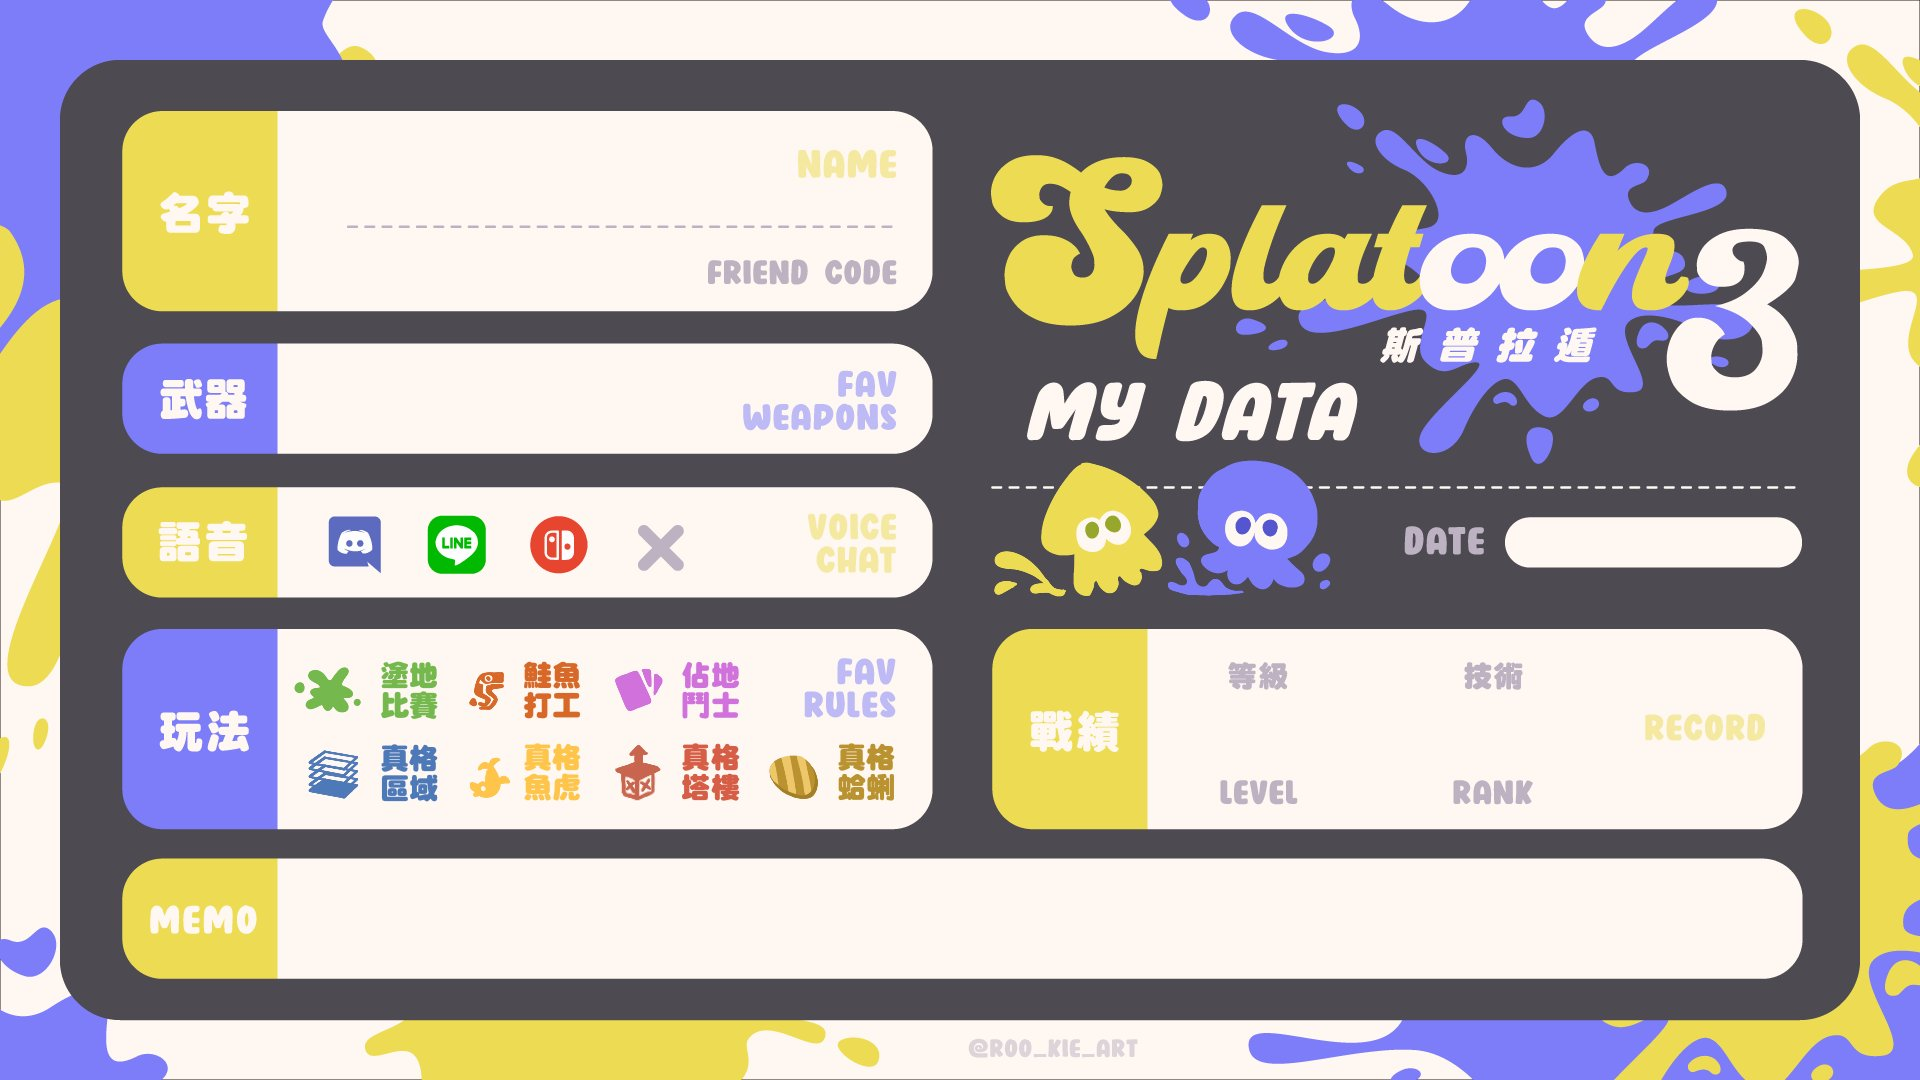 名字
NAME
FRIEND CODE
武器
FAV
WEAPONS
語音
LINE
VOICE
CHAT
玩法
塗地
比賽
鮭魚
打工
佔地
鬥士
FAV
RULES
真格
區域
真格
魚虎
真格
塔樓
真格
蛤蜊
Splatoon 3
斯普拉遁
MY DATA
DATE
戰績
等級
技術
RECORD
LEVEL
RANK
MEMO
@ROO_KIE_ART